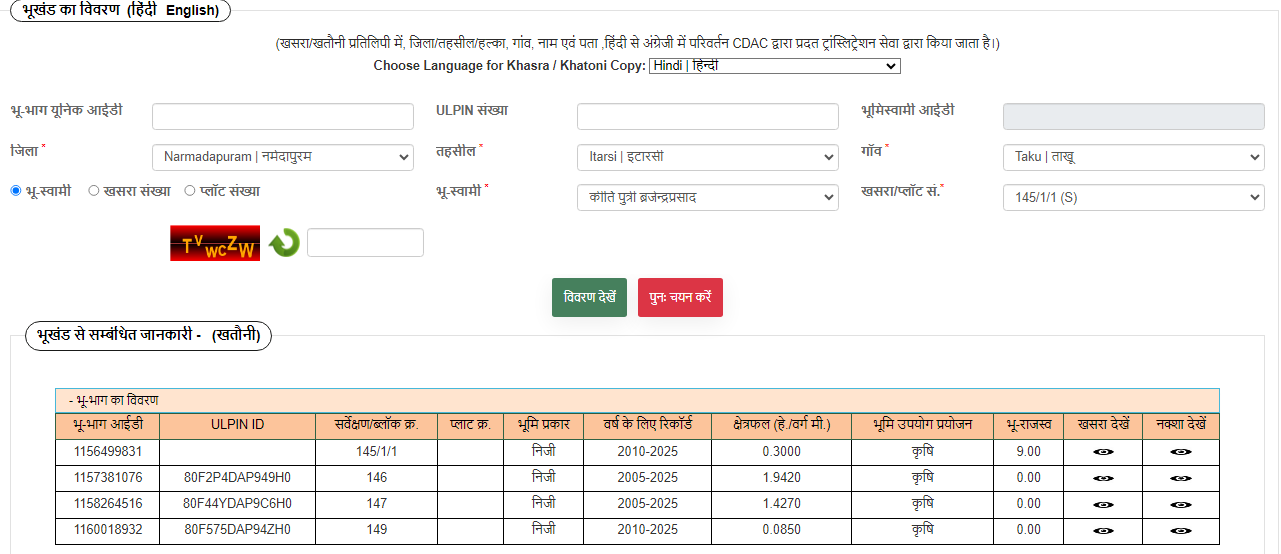 भूखंड का विवरण (हिंदी English)
(खसरा/खतौनी प्रतिलिपी में, जिला/तहसील/हल्का, गांव, नाम एवं पता ,हिंदी से अंग्रेजी में परिवर्तन CDAC द्वारा प्रदत ट्रांस्लिट्रेशन सेवा द्वारा किया जाता है।)
Choose Language for Khasra / Khatoni Copy: Hindi | हिन्दी
भू-भाग यूनिक आईडी ULPIN संख्या भूमिस्वामी आईडी
जिला * Narmadapuram | नर्मदापुरम तहसील * Itarsi | इटारसी गॉव * Taku | ताखू
भू-स्वामी खसरा संख्या प्लॉट संख्या भू-स्वामी * कीर्ति पुत्री ब्रजेन्द्रप्रसाद खसरा/प्लॉट सं.* 145/1/1 (S)
TVwcZW
विवरण देखें पुनः चयन करें
भूखंड से सम्बंधित जानकारी - (खतौनी)
- भू-भाग का विवरण
भू-भाग आईडी ULPIN ID सर्वेक्षण/ब्लॉक क्र. प्लाट क्र. भूमि प्रकार वर्ष के लिए रिकॉर्ड क्षेत्रफल (हे./वर्ग मी.) भूमि उपयोग प्रयोजन भू-राजस्व खसरा देखें नक्शा देखें
1156499831 145/1/1 निजी 2010-2025 0.3000 कृषि 9.00
1157381076 80F2P4DAP949H0 146 निजी 2005-2025 1.9420 कृषि 0.00
1158264516 80F44YDAP9C6H0 147 निजी 2005-2025 1.4270 कृषि 0.00
1160018932 80F575DAP94ZH0 149 निजी 2010-2025 0.0850 कृषि 0.00